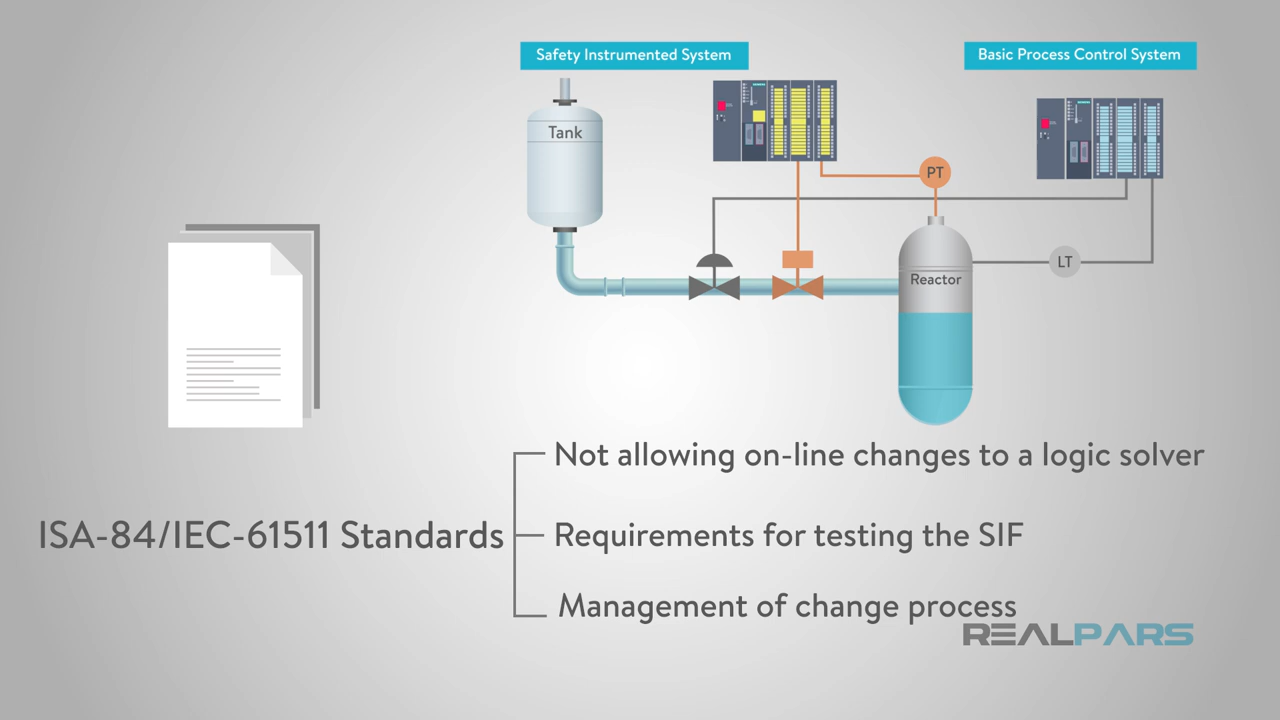 Safety Instrumented System
Basic Process Control System
Tank
PT
LT
Reactor
Not allowing on-line changes to a logic solver
ISA-84/IEC-61511 Standards
Requirements for testing the SIF
Management of change process
REALPARS